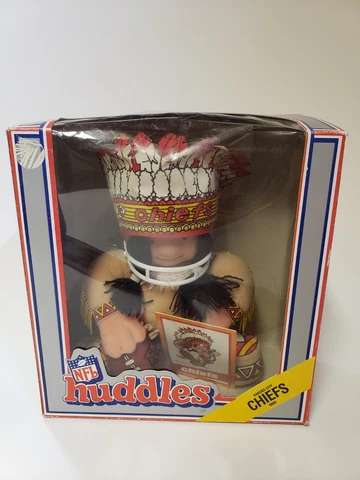 chiefs
chiefs
NFL
huddles
KANSAS CITY
CHIEFS